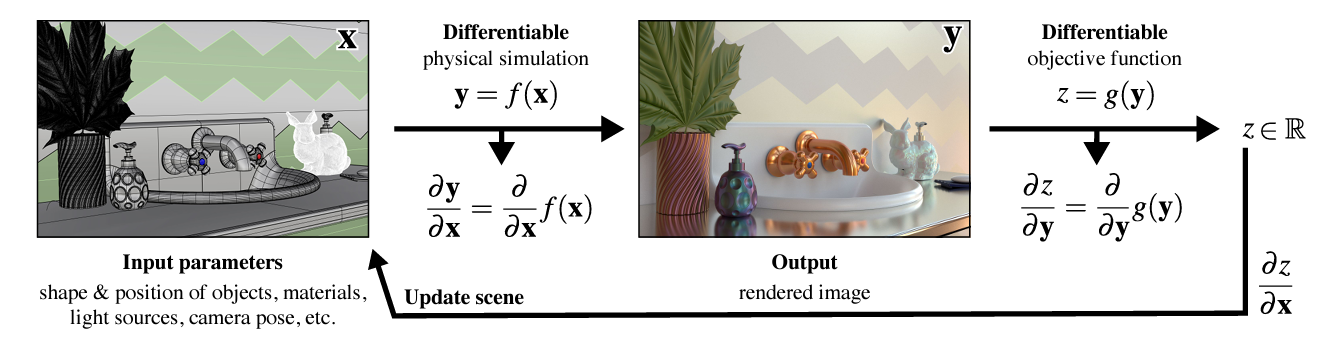 x
Differentiable
physical simulation
y = f(x)
∂y/∂x = ∂/∂x f(x)
Input parameters
shape & position of objects, materials,
light sources, camera pose, etc.
y
Output
rendered image
Differentiable
objective function
z = g(y)
∂z/∂y = ∂/∂y g(y)
z ∈ ℝ
∂z/∂x
Update scene